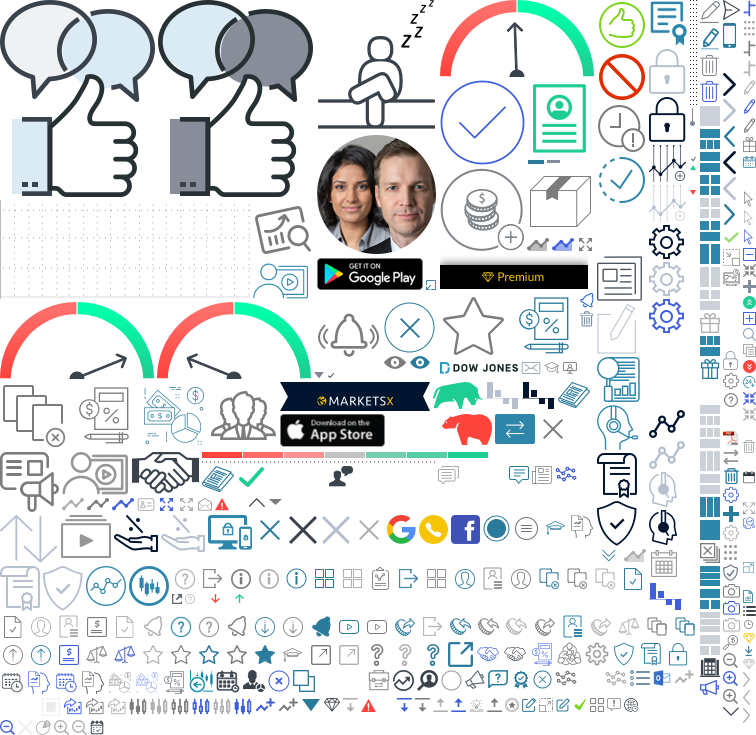 z z z
z z z
GET IT ON
Google Play
Premium
DOW JONES
MARKETSX
Download on the
App Store